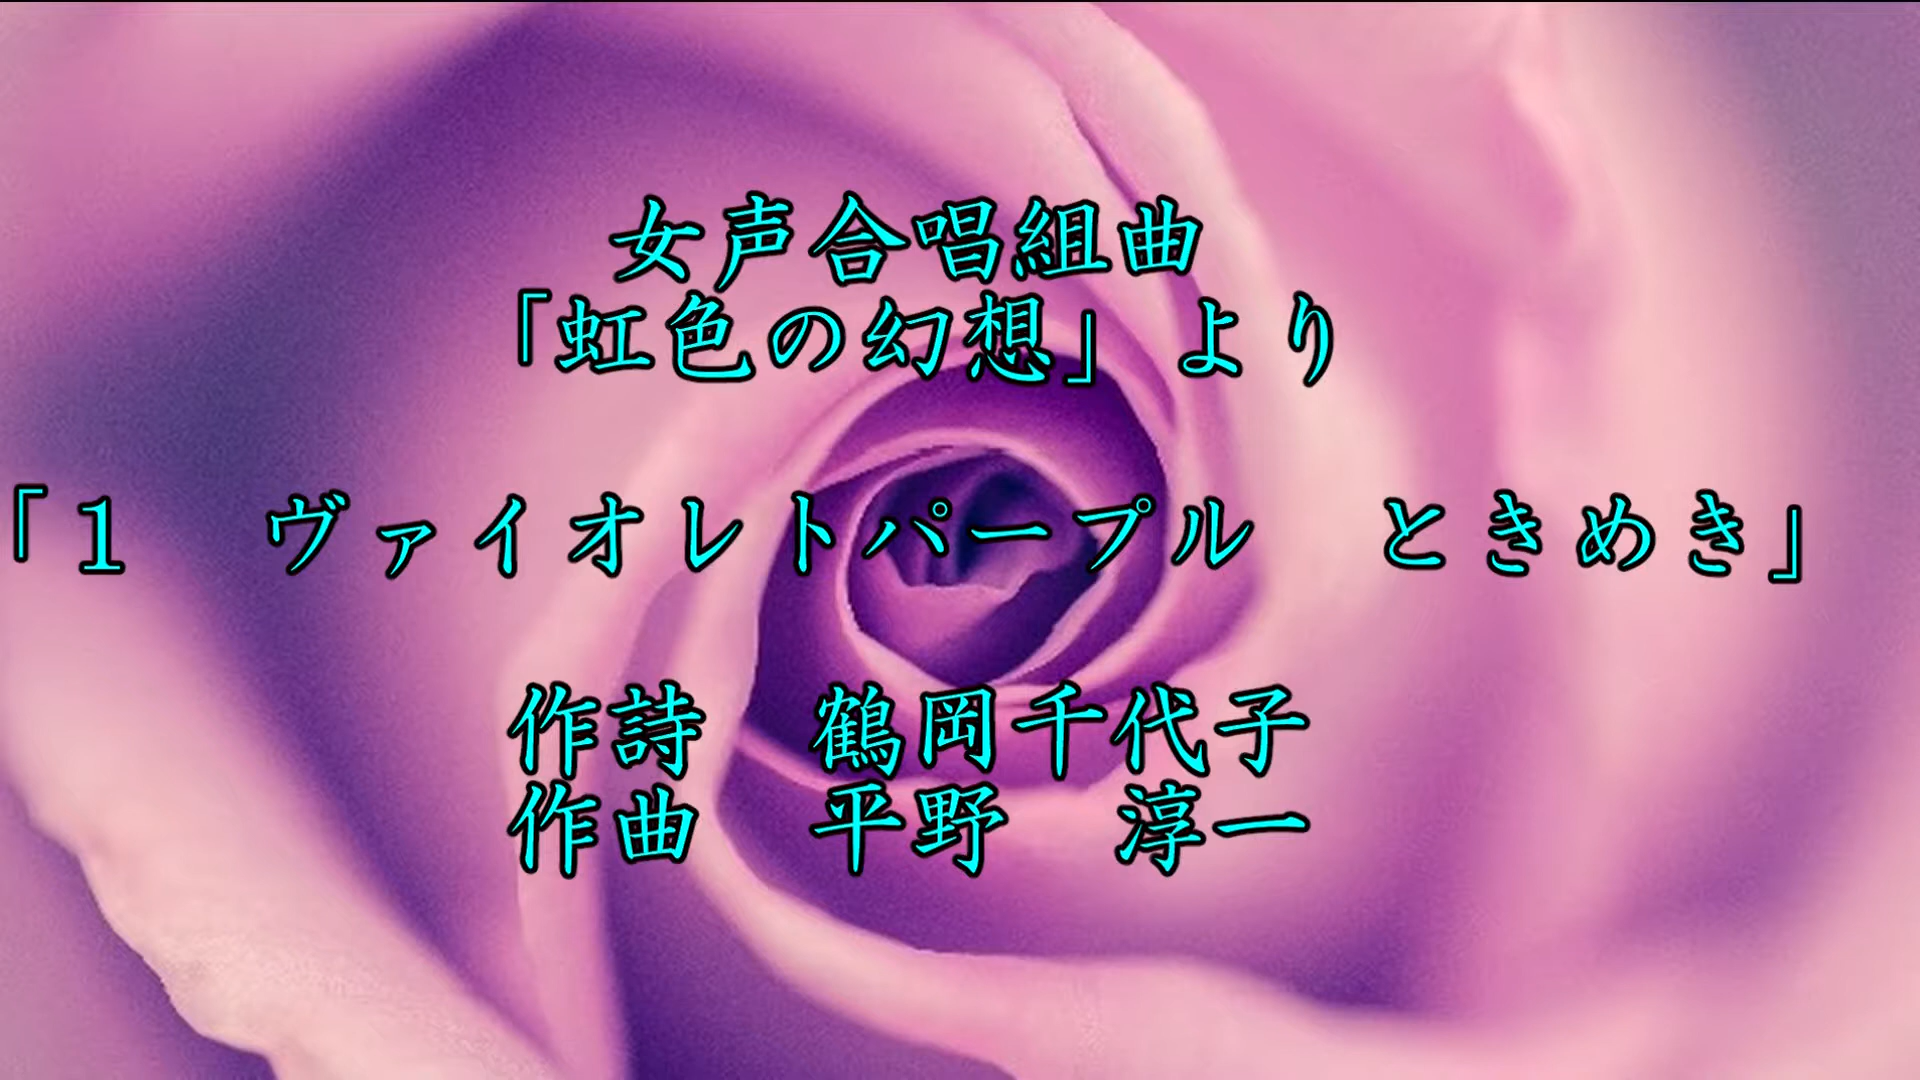 女声合唱組曲
「虹色の幻想」より
「１　ヴァイオレトパープル　ときめき」
作詩　鶴岡千代子
作曲　平野　淳一